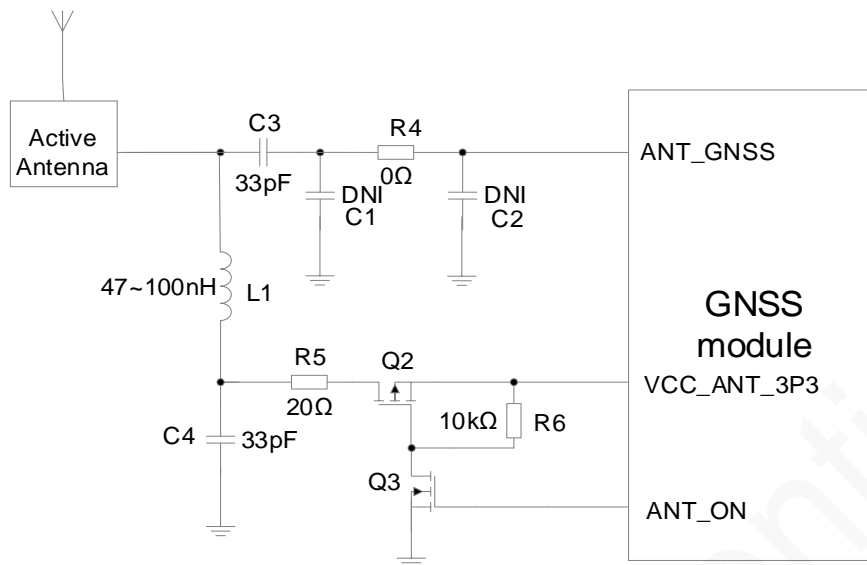 Active
Antenna
C3
33pF
DNI
C1
R4
0Ω
DNI
C2
ANT_GNSS
47~100nH
L1
GNSS
module
R5
20Ω
Q2
VCC_ANT_3P3
10kΩ
R6
C4
33pF
Q3
ANT_ON